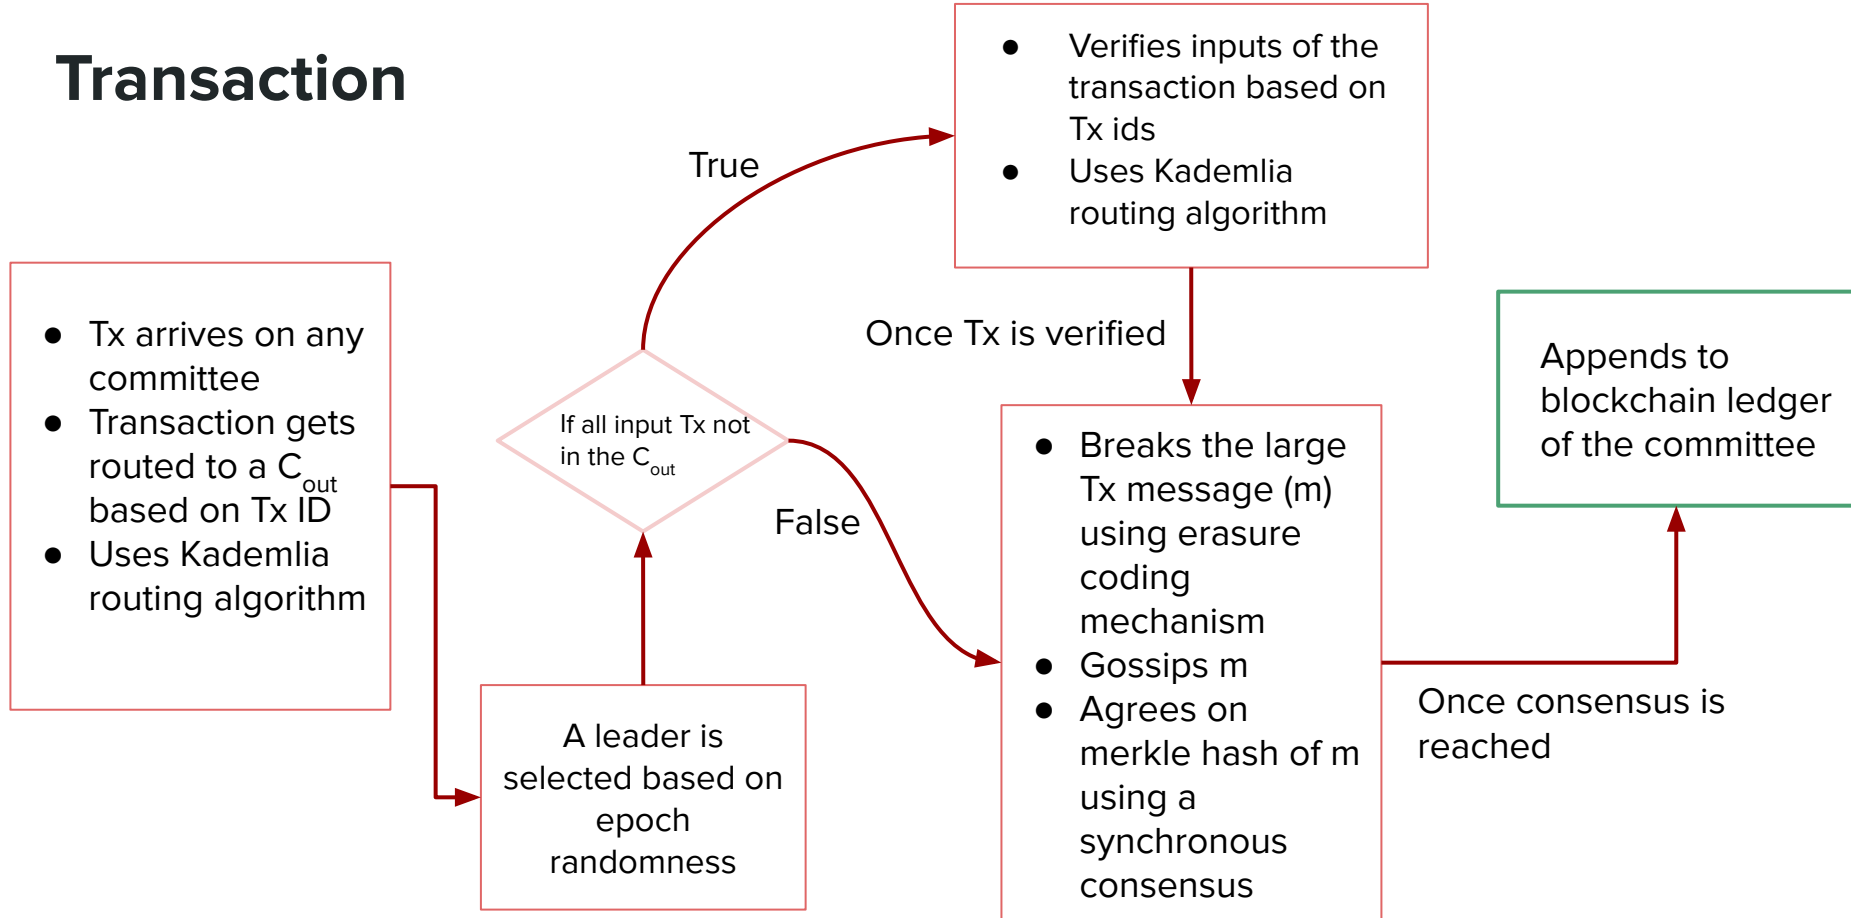 Transaction
● Tx arrives on any
committee
● Transaction gets
routed to a C_out
based on Tx ID
● Uses Kademlia
routing algorithm
A leader is
selected based on
epoch
randomness
If all input Tx not
in the C_out
True
False
● Verifies inputs of the
transaction based on
Tx ids
● Uses Kademlia
routing algorithm
Once Tx is verified
● Breaks the large
Tx message (m)
using erasure
coding
mechanism
● Gossips m
● Agrees on
merkle hash of m
using a
synchronous
consensus
Once consensus is
reached
Appends to
blockchain ledger
of the committee